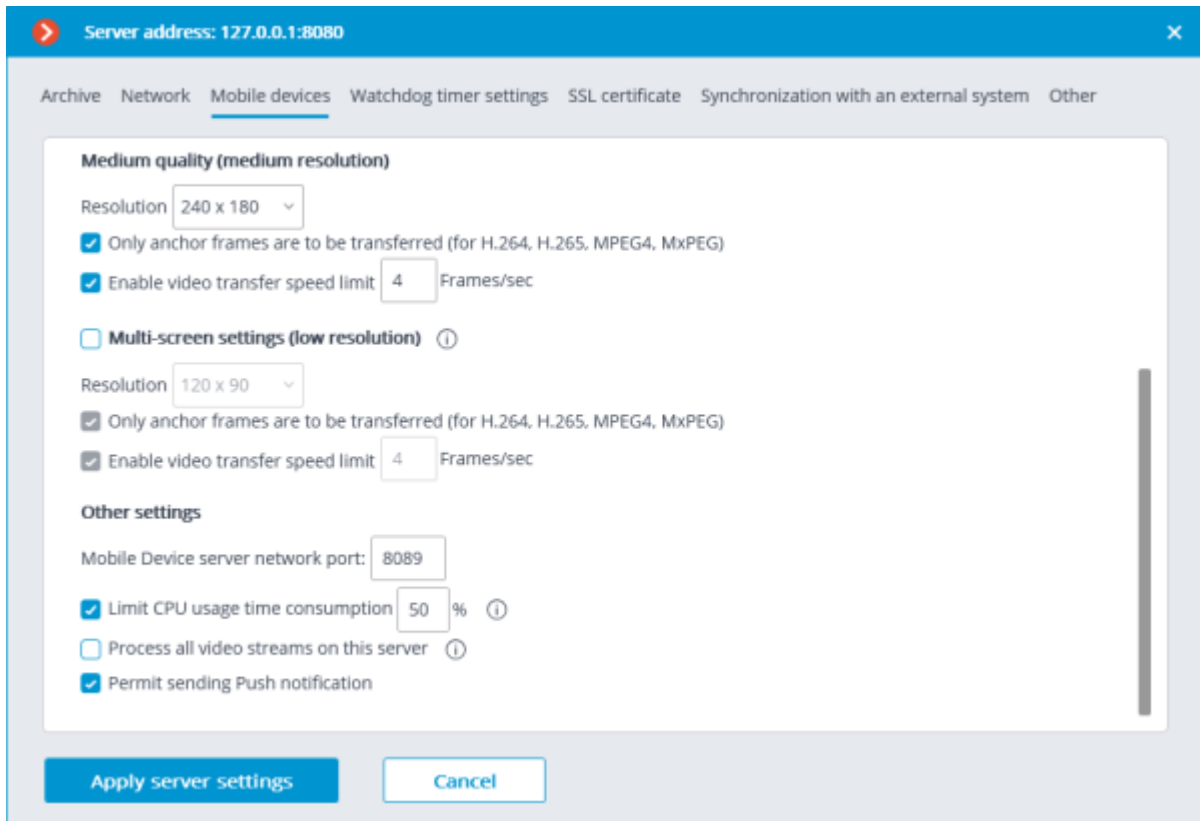 Server address: 127.0.0.1:8080
Archive Network Mobile devices Watchdog timer settings SSL certificate Synchronization with an external system Other
Medium quality (medium resolution)
Resolution 240 x 180
Only anchor frames are to be transferred (for H.264, H.265, MPEG4, MxPEG)
Enable video transfer speed limit 4 Frames/sec
Multi-screen settings (low resolution)
Resolution 120 x 90
Only anchor frames are to be transferred (for H.264, H.265, MPEG4, MxPEG)
Enable video transfer speed limit 4 Frames/sec
Other settings
Mobile Device server network port: 8089
Limit CPU usage time consumption 50 %
Process all video streams on this server
Permit sending Push notification
Apply server settings Cancel